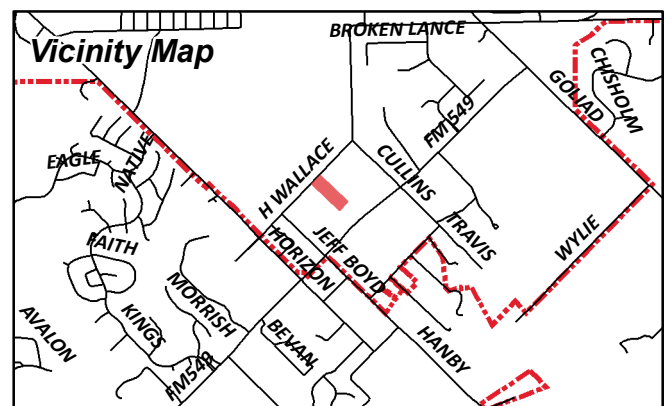 Vicinity Map
BROKEN LANCE
CHISHOLM
GOLIAD
FM 549
EAGLE
NATIVE
H WALLACE
CULLINS
TRAVIS
WYLIE
FAITH
HORIZON
JEFF BOYD
MORRISH
KINGS
AVALON
BEVAN
HANBY
FM549